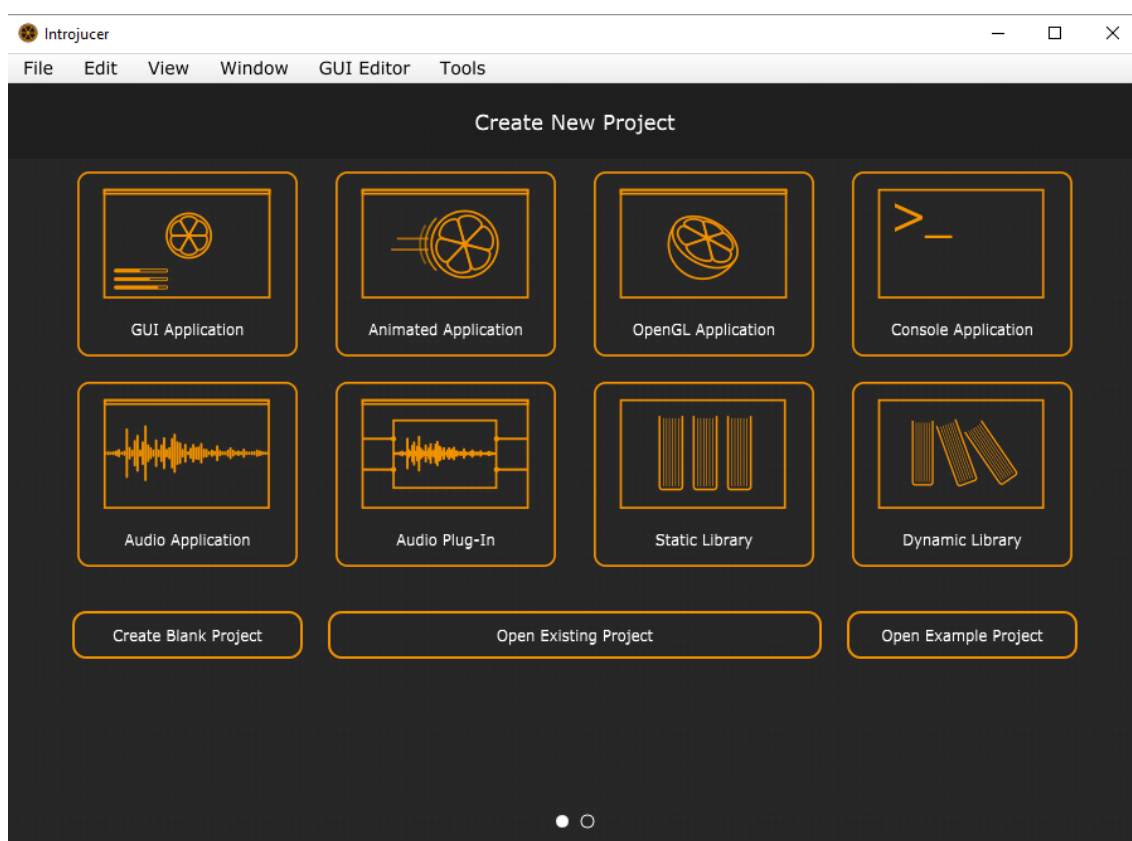 Introjucer
File Edit View Window GUI Editor Tools
Create New Project
>_
GUI Application Animated Application OpenGL Application Console Application
Audio Application Audio Plug-In Static Library Dynamic Library
Create Blank Project Open Existing Project Open Example Project